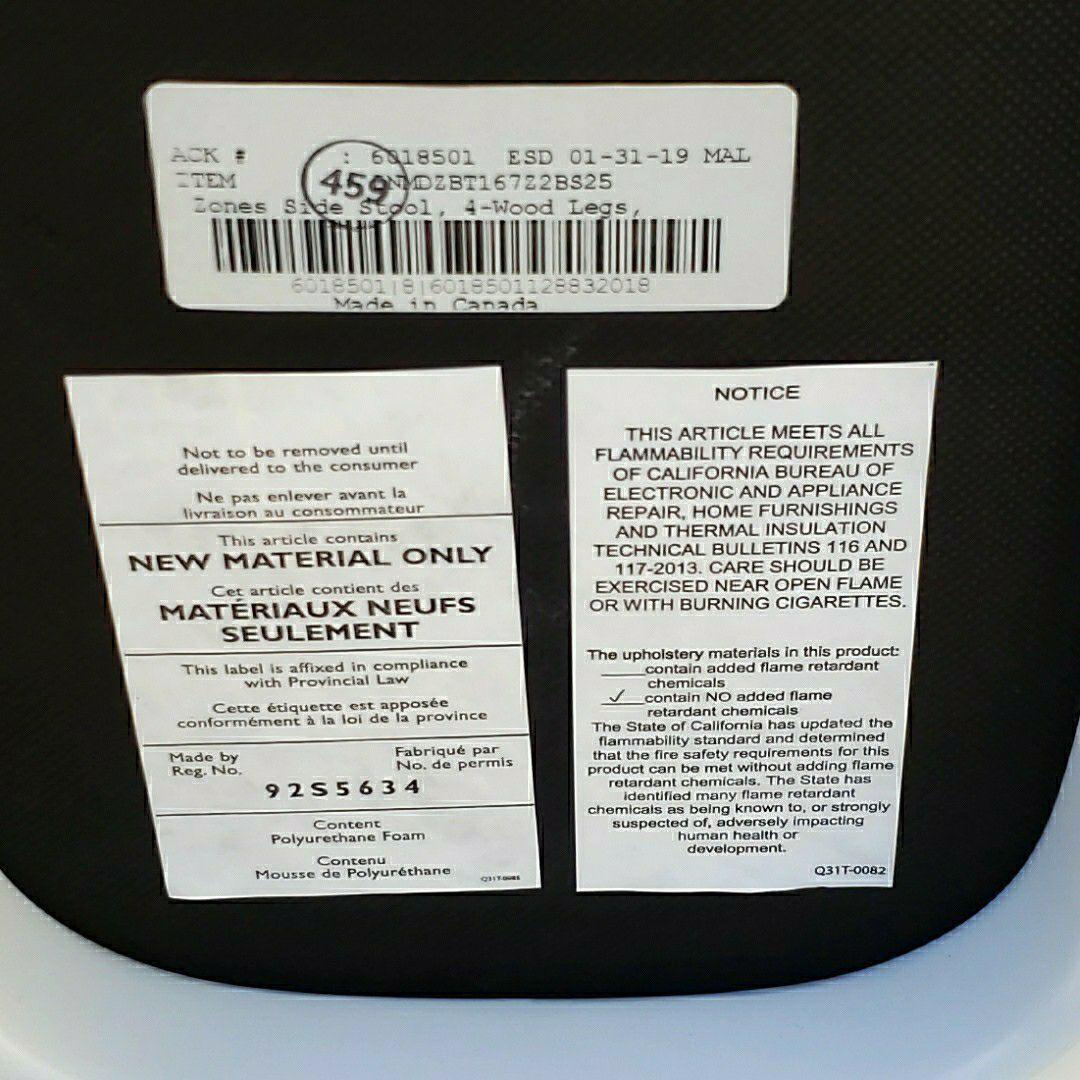 ACK # : 6018501 ESD 01-31-19 MAL
ITEM NMDZBT167Z2BS25
459
Zones Side Stool, 4-Wood Legs,
6018501|8|6018501128832018
Made in Canada
Not to be removed until
delivered to the consumer
Ne pas enlever avant la
livraison au consommateur
This article contains
NEW MATERIAL ONLY
Cet article contient des
MATÉRIAUX NEUFS
SEULEMENT
This label is affixed in compliance
with Provincial Law
Cette étiquette est apposée
conformément à la loi de la province
Made by
Reg. No.
Fabriqué par
No. de permis
92S5634
Content
Polyurethane Foam
Contenu
Mousse de Polyuréthane
NOTICE
THIS ARTICLE MEETS ALL
FLAMMABILITY REQUIREMENTS
OF CALIFORNIA BUREAU OF
ELECTRONIC AND APPLIANCE
REPAIR, HOME FURNISHINGS
AND THERMAL INSULATION
TECHNICAL BULLETINS 116 AND
117-2013. CARE SHOULD BE
EXERCISED NEAR OPEN FLAME
OR WITH BURNING CIGARETTES.
The upholstery materials in this product:
____contain added flame retardant
chemicals
_✓_contain NO added flame
retardant chemicals
The State of California has updated the
flammability standard and determined
that the fire safety requirements for this
product can be met without adding flame
retardant chemicals. The State has
identified many flame retardant
chemicals as being known to, or strongly
suspected of, adversely impacting
human health or
development.
Q31T-0082